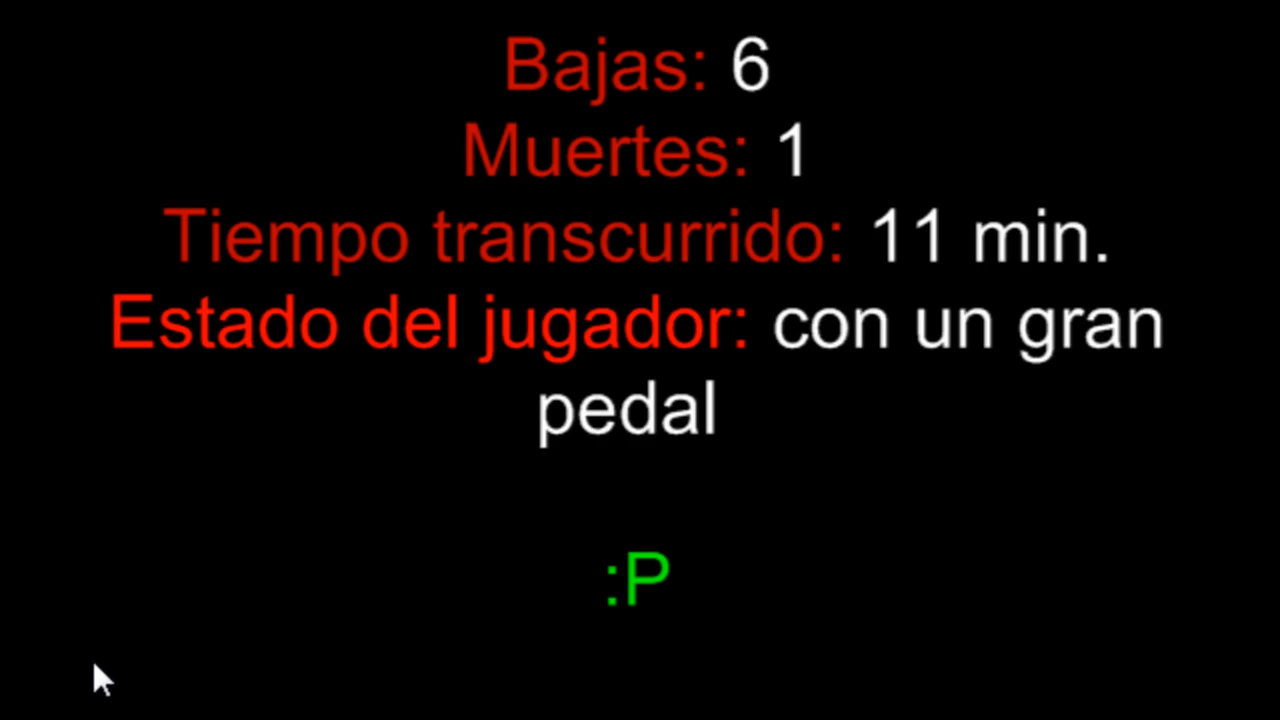 Bajas: 6
Muertes: 1
Tiempo transcurrido: 11 min.
Estado del jugador: con un gran
pedal
:P